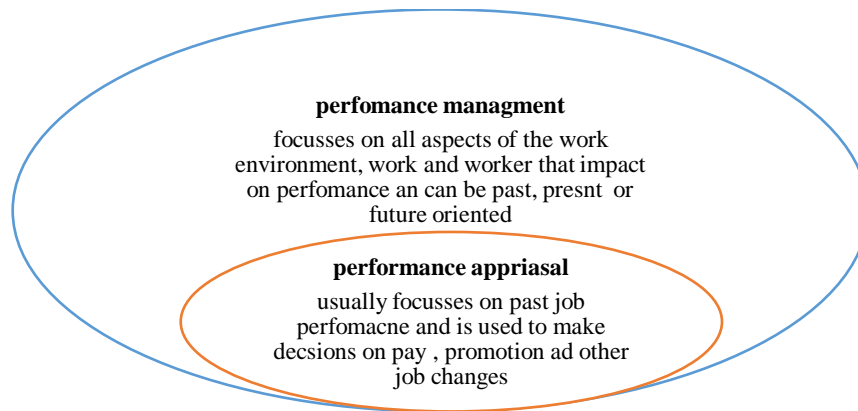 perfomance managment
focusses on all aspects of the work
environment, work and worker that impact
on perfomance an can be past, presnt or
future oriented
performance appriasal
usually focusses on past job
perfomacne and is used to make
decsions on pay , promotion ad other
job changes